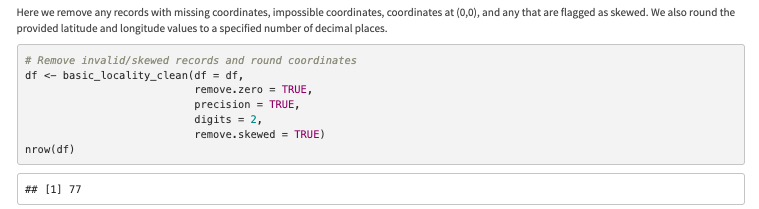 Here we remove any records with missing coordinates, impossible coordinates, coordinates at (0,0), and any that are flagged as skewed. We also round the
provided latitude and longitude values to a specified number of decimal places.
# Remove invalid/skewed records and round coordinates
df <- basic_locality_clean(df = df,
                           remove.zero = TRUE,
                           precision = TRUE,
                           digits = 2,
                           remove.skewed = TRUE)
nrow(df)
## [1] 77